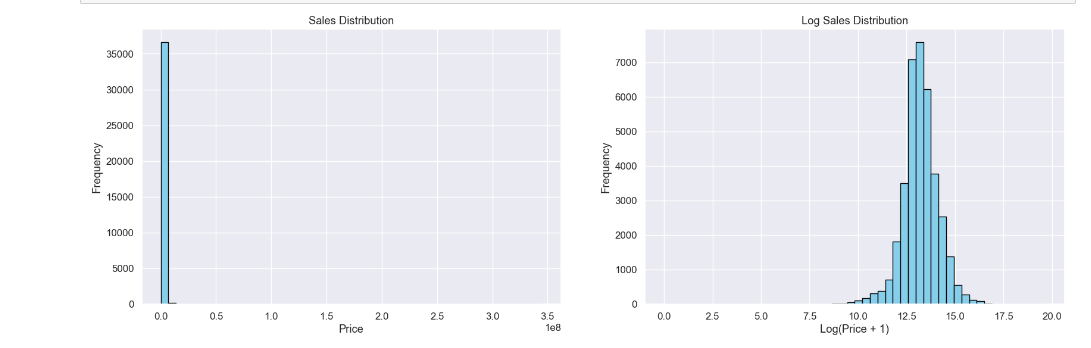 Sales Distribution
35000
30000
25000
20000
15000
10000
5000
0
Frequency
0.0 0.5 1.0 1.5 2.0 2.5 3.0 3.5
1e8
Price
Log Sales Distribution
7000
6000
5000
4000
3000
2000
1000
0
Frequency
0.0 2.5 5.0 7.5 10.0 12.5 15.0 17.5 20.0
Log(Price + 1)